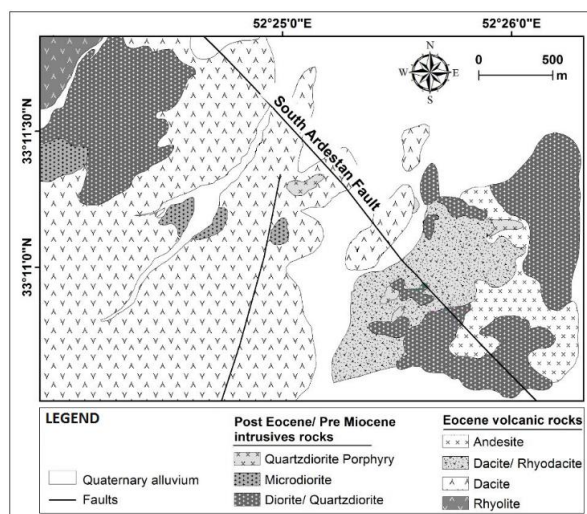 52°25'0"E
52°26'0"E
N
W
E
S
0
500
m
33°11'30"N
South Ardestan Fault
33°11'0"N
LEGEND
Quaternary alluvium
Faults
Post Eocene/ Pre Miocene
intrusives rocks
Quartzdiorite Porphyry
Microdiorite
Diorite/ Quartzdiorite
Eocene volcanic rocks
Andesite
Dacite/ Rhyodacite
Dacite
Rhyolite